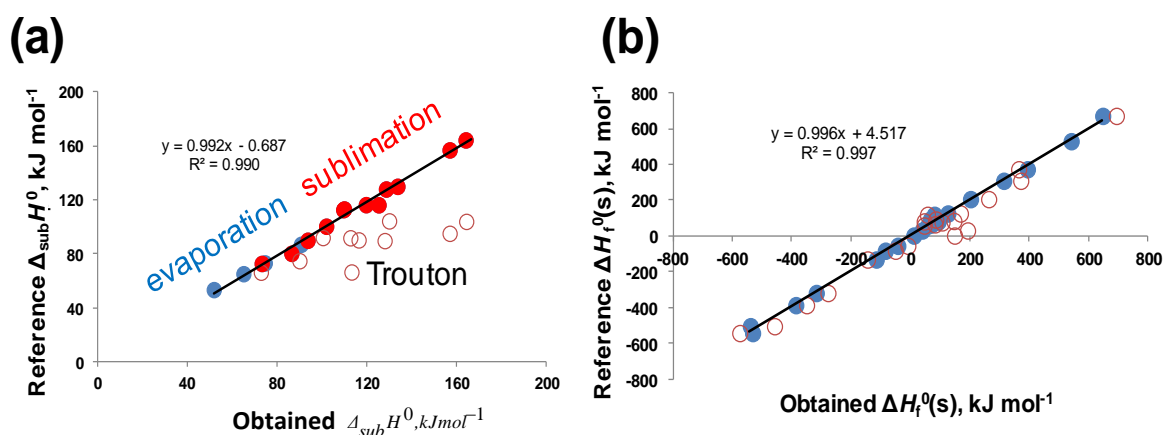 (a)
Reference Δsub H⁰, kJ mol⁻¹
200
160
120
80
40
0
0 40 80 120 160 200
y = 0.992x - 0.687
R² = 0.990
evaporation
sublimation
Trouton
Obtained ΔsubH⁰,kJmol⁻¹
(b)
Reference ΔHf⁰(s), kJ mol⁻¹
800
600
400
200
0
-200
-400
-600
-800
-800 -600 -400 -200 0 200 400 600 800
y = 0.996x + 4.517
R² = 0.997
Obtained ΔHf⁰(s), kJ mol⁻¹